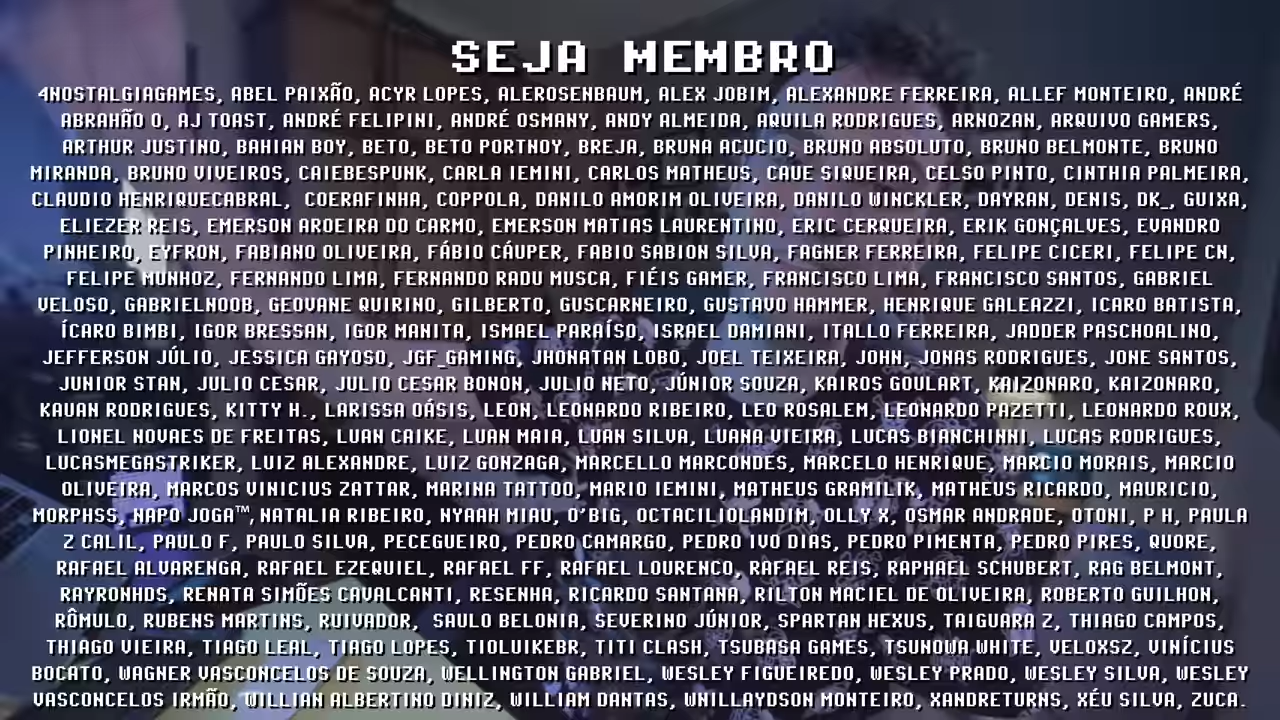 SEJA MEMBRO
4NOSTALGIAGAMES, ABEL PAIXÃO, ACYR LOPES, ALEROSENBAUM, ALEX JOBIM, ALEXANDRE FERREIRA, ALLEF MONTEIRO, ANDRÉ
ABRAHÃO O, AJ TOAST, ANDRÉ FELIPINI, ANDRÉ OSMANY, ANDY ALMEIDA, AQUILA RODRIGUES, ARNOZAN, ARQUIVO GAMERS,
ARTHUR JUSTINO, BAHIAN BOY, BETO, BETO PORTNOY, BREJA, BRUNA ACUCIO, BRUNO ABSOLUTO, BRUNO BELMONTE, BRUNO
MIRANDA, BRUNO VIVEIROS, CAIEBESPUNK, CARLA IEMINI, CARLOS MATHEUS, CAUE SIQUEIRA, CELSO PINTO, CINTHIA PALMEIRA,
CLAUDIO HENRIQUECABRAL, COERAFINHA, COPPOLA, DANILO AMORIM OLIVEIRA, DANILO WINCKLER, DAYRAN, DENIS, DK_, GUIXA,
ELIEZER REIS, EMERSON AROEIRA DO CARMO, EMERSON MATIAS LAURENTINO, ERIC CERQUEIRA, ERIK GONÇALVES, EVANDRO
PINHEIRO, EYFRON, FABIANO OLIVEIRA, FÁBIO CÁUPER, FABIO SABION SILVA, FAGNER FERREIRA, FELIPE CICERI, FELIPE CN,
FELIPE MUNHOZ, FERNANDO LIMA, FERNANDO RADU MUSCA, FIÉIS GAMER, FRANCISCO LIMA, FRANCISCO SANTOS, GABRIEL
VELOSO, GABRIELNOOB, GEOVANE QUIRINO, GILBERTO, GUSCARNEIRO, GUSTAVO HAMMER, HENRIQUE GALEAZZI, ICARO BATISTA,
ÍCARO BIMBI, IGOR BRESSAN, IGOR MANITA, ISMAEL PARAÍSO, ISRAEL DAMIANI, ITALLO FERREIRA, JADDER PASCHOALINO,
JEFFERSON JÚLIO, JESSICA GAYOSO, JGF_GAMING, JHONATAN LOBO, JOEL TEIXEIRA, JOHN, JONAS RODRIGUES, JONE SANTOS,
JUNIOR STAN, JULIO CESAR, JULIO CESAR BONON, JULIO NETO, JÚNIOR SOUZA, KAIROS GOULART, KAIZONARO, KAIZONARO,
KAUAN RODRIGUES, KITTY H., LARISSA OÁSIS, LEON, LEONARDO RIBEIRO, LEO ROSALEM, LEONARDO PAZETTI, LEONARDO ROUX,
LIONEL NOVAES DE FREITAS, LUAN CAIKE, LUAN MAIA, LUAN SILVA, LUANA VIEIRA, LUCAS BIANCHINNI, LUCAS RODRIGUES,
LUCASMEGASTRIKER, LUIZ ALEXANDRE, LUIZ GONZAGA, MARCELLO MARCONDES, MARCELO HENRIQUE, MARCIO MORAIS, MARCIO
OLIVEIRA, MARCOS VINICIUS ZATTAR, MARINA TATTOO, MARIO IEMINI, MATHEUS GRAMILIK, MATHEUS RICARDO, MAURICIO,
MORPHSS, NAPO JOGA™, NATALIA RIBEIRO, NYAAH MIAU, O'BIG, OCTACILIOLANDIM, OLLY X, OSMAR ANDRADE, OTONI, P H, PAULA
Z CALIL, PAULO F, PAULO SILVA, PECEGUEIRO, PEDRO CAMARGO, PEDRO IVO DIAS, PEDRO PIMENTA, PEDRO PIRES, QUORE,
RAFAEL ALVARENGA, RAFAEL EZEQUIEL, RAFAEL FF, RAFAEL LOURENCO, RAFAEL REIS, RAPHAEL SCHUBERT, RAG BELMONT,
RAYRONHDS, RENATA SIMÕES CAVALCANTI, RESENHA, RICARDO SANTANA, RILTON MACIEL DE OLIVEIRA, ROBERTO GUILHON,
RÔMULO, RUBENS MARTINS, RUIVADOR, SAULO BELONIA, SEVERINO JÚNIOR, SPARTAN HEXUS, TAIGUARA Z, THIAGO CAMPOS,
THIAGO VIEIRA, TIAGO LEAL, TIAGO LOPES, TIOLUIKEBR, TITI CLASH, TSUBASA GAMES, TSUNOWA WHITE, VELOXSZ, VINÍCIUS
BOCATO, WAGNER VASCONCELOS DE SOUZA, WELLINGTON GABRIEL, WESLEY FIGUEIREDO, WESLEY PRADO, WESLEY SILVA, WESLEY
VASCONCELOS IRMÃO, WILLIAN ALBERTINO DINIZ, WILLIAM DANTAS, WNILLAYDSON MONTEIRO, XANDRETURNS, XÉU SILVA, ZUCA.